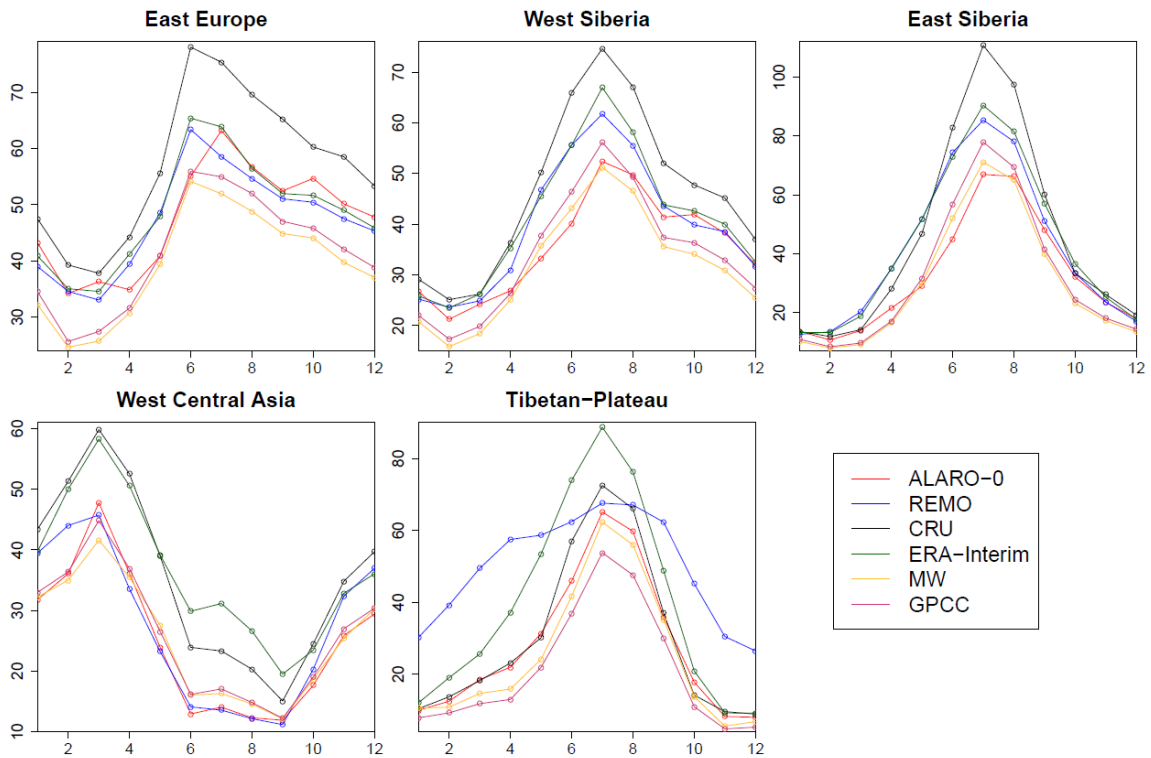 East Europe
70
60
50
40
30
2 4 6 8 10 12
West Siberia
70
60
50
40
30
20
2 4 6 8 10 12
East Siberia
100
80
60
40
20
2 4 6 8 10 12
West Central Asia
60
50
40
30
20
10
2 4 6 8 10 12
Tibetan−Plateau
80
60
40
20
2 4 6 8 10 12
ALARO−0
REMO
CRU
ERA−Interim
MW
GPCC